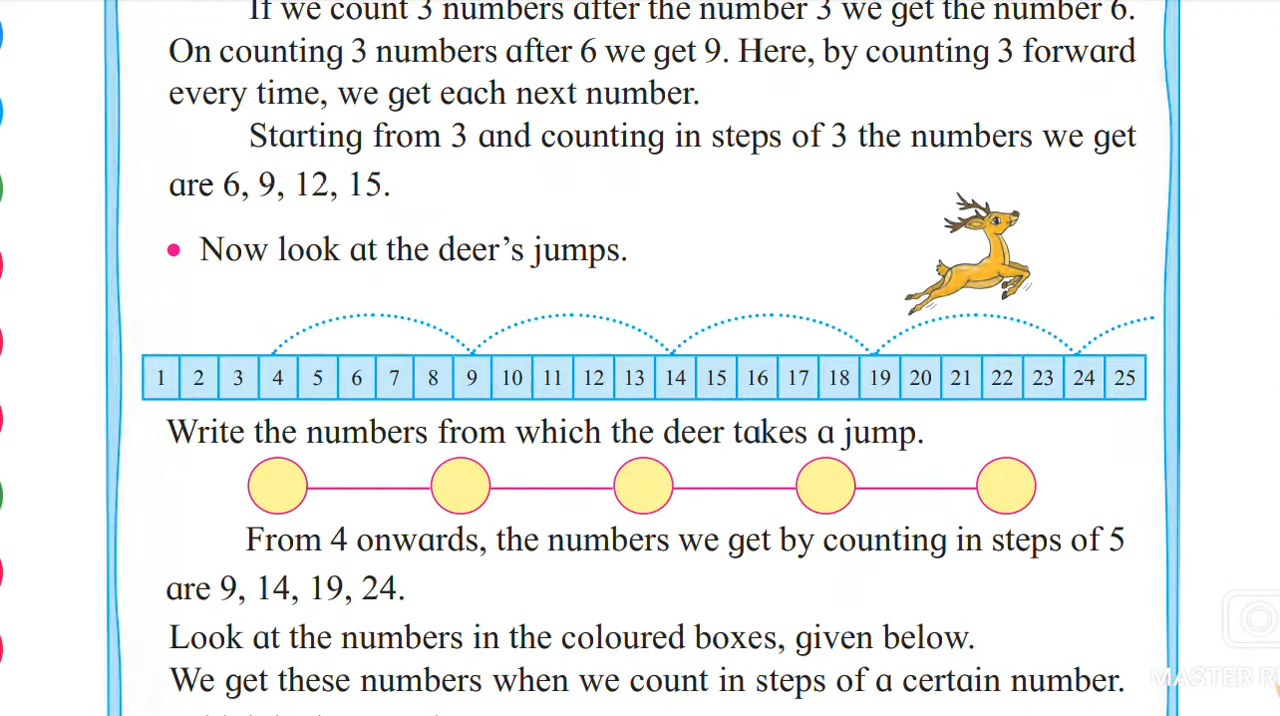 If we count 3 numbers after the number 3 we get the number 6.
On counting 3 numbers after 6 we get 9. Here, by counting 3 forward
every time, we get each next number.
Starting from 3 and counting in steps of 3 the numbers we get
are 6, 9, 12, 15.
• Now look at the deer’s jumps.
1 2 3 4 5 6 7 8 9 10 11 12 13 14 15 16 17 18 19 20 21 22 23 24 25
Write the numbers from which the deer takes a jump.
From 4 onwards, the numbers we get by counting in steps of 5
are 9, 14, 19, 24.
Look at the numbers in the coloured boxes, given below.
We get these numbers when we count in steps of a certain number.
MASTER